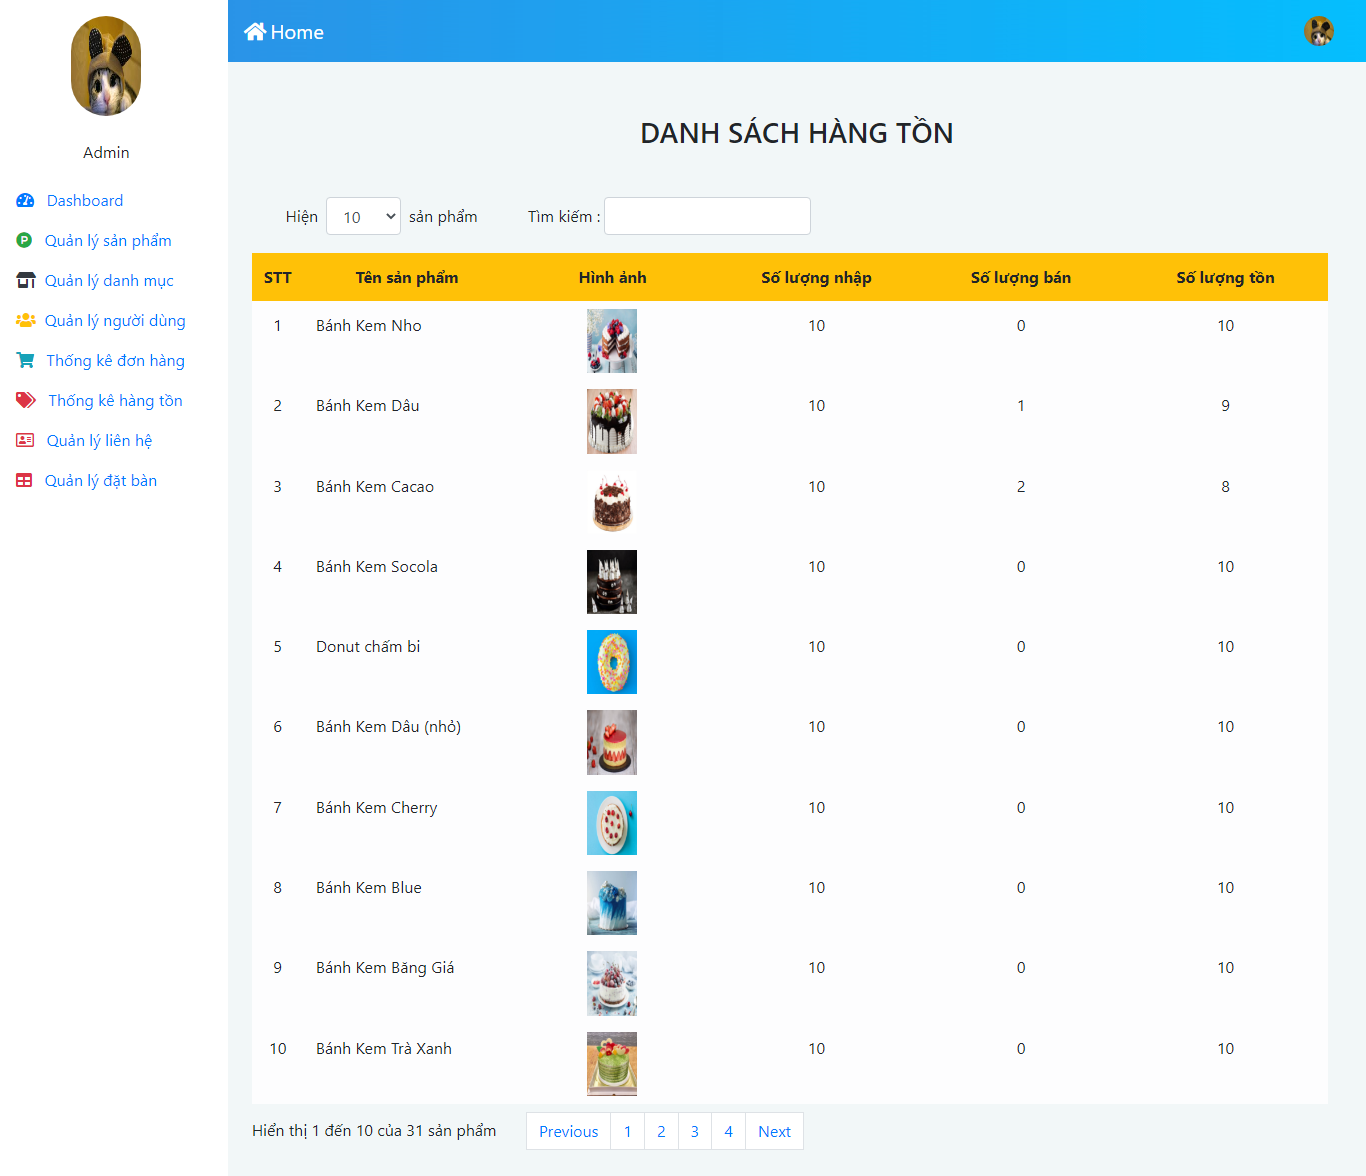 Home
Admin
Dashboard
Quản lý sản phẩm
Quản lý danh mục
Quản lý người dùng
Thống kê đơn hàng
Thống kê hàng tồn
Quản lý liên hệ
Quản lý đặt bàn
DANH SÁCH HÀNG TỒN
Hiện 10 sản phẩm Tìm kiếm :
STT Tên sản phẩm Hình ảnh Số lượng nhập Số lượng bán Số lượng tồn
1 Bánh Kem Nho 10 0 10
2 Bánh Kem Dâu 10 1 9
3 Bánh Kem Cacao 10 2 8
4 Bánh Kem Socola 10 0 10
5 Donut chấm bi 10 0 10
6 Bánh Kem Dâu (nhỏ) 10 0 10
7 Bánh Kem Cherry 10 0 10
8 Bánh Kem Blue 10 0 10
9 Bánh Kem Băng Giá 10 0 10
10 Bánh Kem Trà Xanh 10 0 10
Hiển thị 1 đến 10 của 31 sản phẩm Previous 1 2 3 4 Next